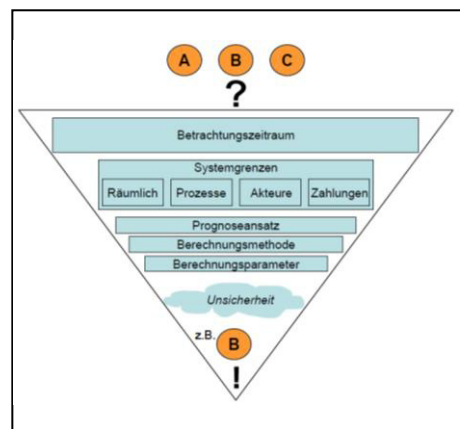 A B C
?
Betrachtungszeitraum
Systemgrenzen
Räumlich Prozesse Akteure Zahlungen
Prognoseansatz
Berechnungsmethode
Berechnungsparameter
Unsicherheit
z.B. B
!